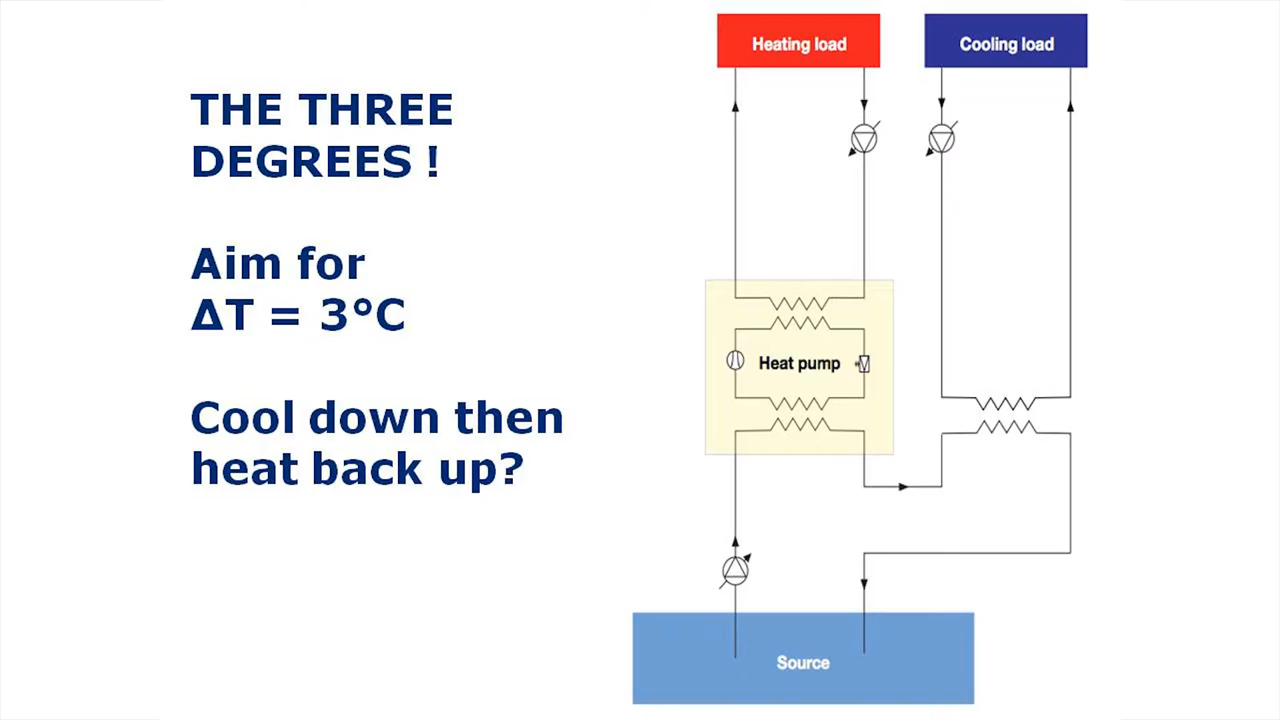 THE THREE
DEGREES !
Aim for
ΔT = 3°C
Cool down then
heat back up?
Heating load
Cooling load
Heat pump
Source